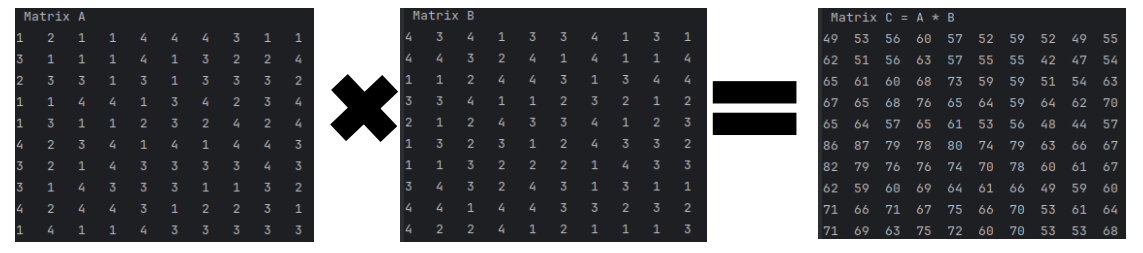 Matrix A
1 2 1 1 4 4 4 3 1 1
3 1 1 1 4 1 3 2 2 4
2 3 3 1 3 1 3 3 3 2
1 1 4 4 1 3 4 2 3 4
1 3 1 1 2 3 2 4 2 4
4 2 3 4 1 4 1 4 4 3
3 2 1 4 3 3 3 3 4 3
3 1 4 3 3 3 1 1 3 2
4 2 4 4 3 1 2 2 3 1
1 4 1 1 4 3 3 3 3 3
Matrix B
4 3 4 1 3 3 4 1 3 1
4 4 3 2 4 1 4 1 1 4
1 1 2 4 4 3 1 3 4 4
3 3 4 1 1 2 3 2 1 2
2 1 2 4 3 3 4 1 2 3
1 3 2 3 1 2 4 3 3 2
1 1 3 2 2 2 1 4 3 3
3 4 3 2 4 3 1 3 1 1
4 4 1 4 4 3 3 2 3 2
4 2 2 4 1 2 1 1 1 3
Matrix C = A * B
49 53 56 60 57 52 59 52 49 55
62 51 56 63 57 55 55 42 47 54
65 61 60 68 73 59 59 51 54 63
67 65 68 76 65 64 59 64 62 70
65 64 57 65 61 53 56 48 44 57
86 87 79 78 80 74 79 63 66 67
82 79 76 76 74 70 78 60 61 67
62 59 60 69 64 61 66 49 59 60
71 66 71 67 75 66 70 53 61 64
71 69 63 75 72 60 70 53 53 68